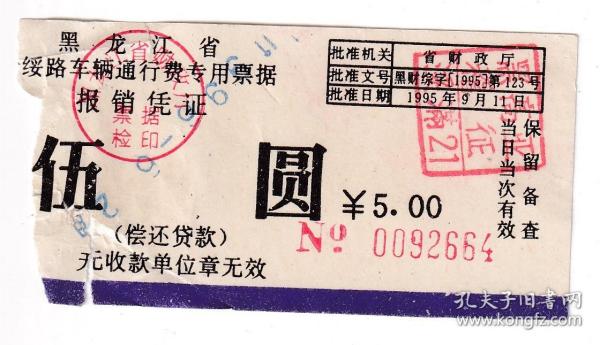 黑龙江省
绥路车辆通行费专用票据
报销凭证
伍 圆
￥5.00
(偿还贷款)
无收款单位章无效
№ 0092664
批准机关 省财政厅
批准文号 黑财综字[1995]第123号
批准日期 1995年9月11日
保留备查
当日当次有效
票据
检印
征
21
孔夫子旧书网
www.kongfz.com